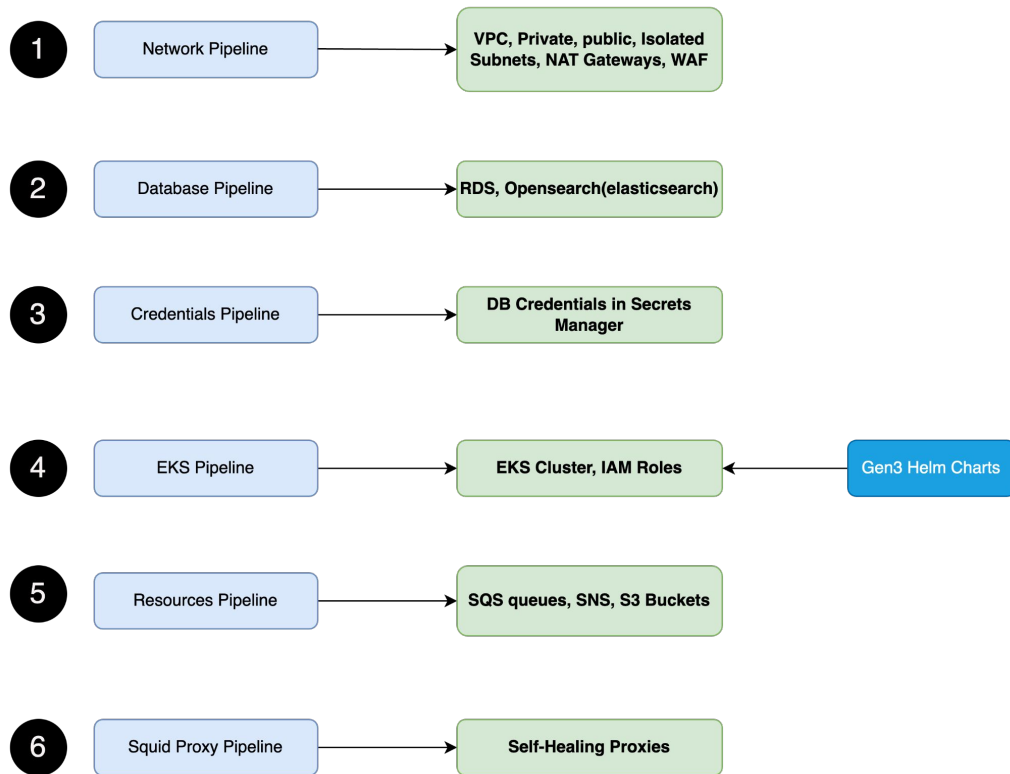 1
Network Pipeline
VPC, Private, public, Isolated
Subnets, NAT Gateways, WAF
2
Database Pipeline
RDS, Opensearch(elasticsearch)
3
Credentials Pipeline
DB Credentials in Secrets
Manager
4
EKS Pipeline
EKS Cluster, IAM Roles
Gen3 Helm Charts
5
Resources Pipeline
SQS queues, SNS, S3 Buckets
6
Squid Proxy Pipeline
Self-Healing Proxies